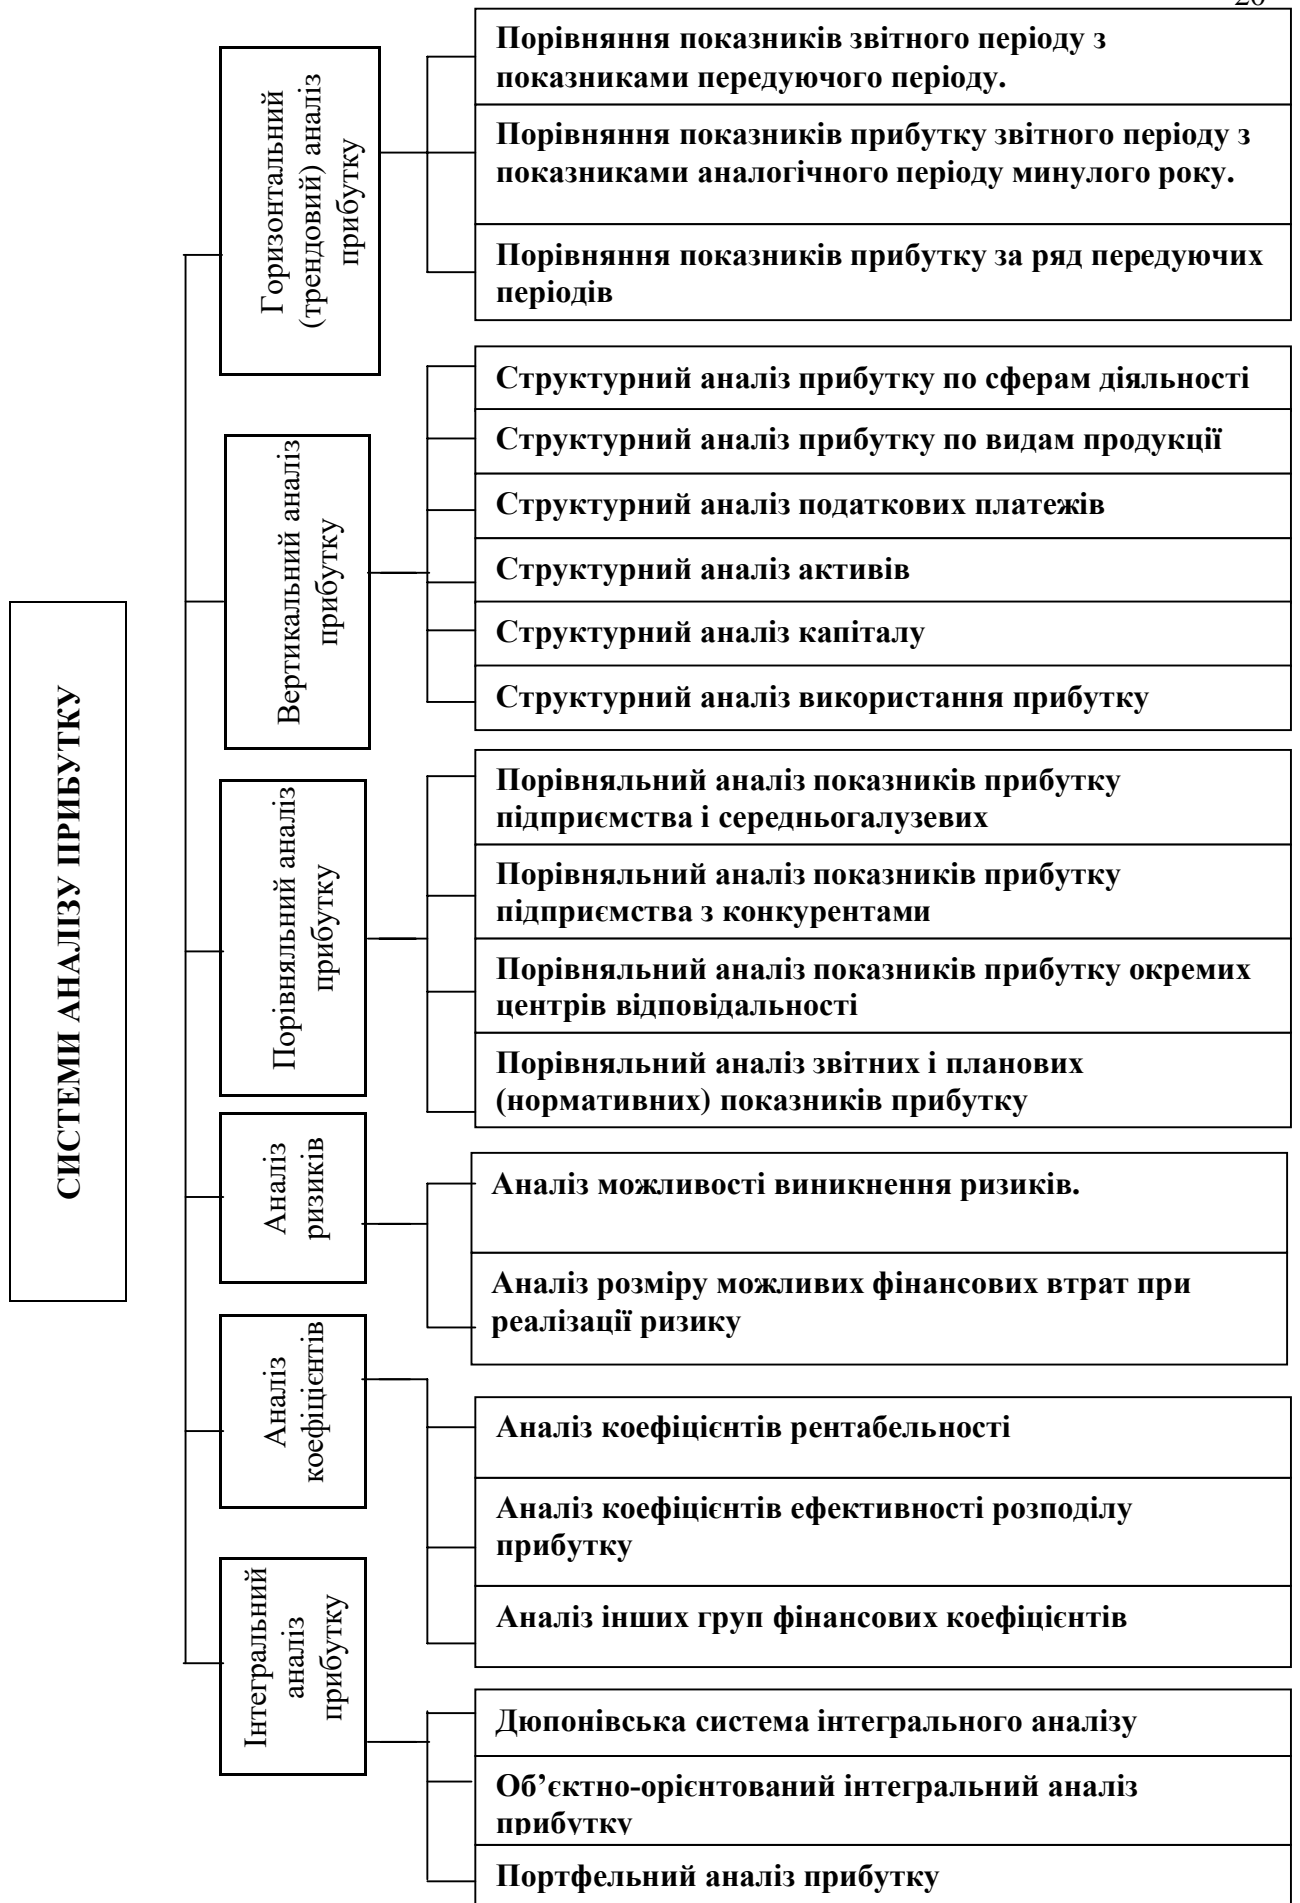 СИСТЕМИ АНАЛІЗУ ПРИБУТКУ
Горизонтальний
(трендовий) аналіз
прибутку
Порівняння показників звітного періоду з
показниками передуючого періоду.
Порівняння показників прибутку звітного періоду з
показниками аналогічного періоду минулого року.
Порівняння показників прибутку за ряд передуючих
періодів
Вертикальний аналіз
прибутку
Структурний аналіз прибутку по сферам діяльності
Структурний аналіз прибутку по видам продукції
Структурний аналіз податкових платежів
Структурний аналіз активів
Структурний аналіз капіталу
Структурний аналіз використання прибутку
Порівняльний аналіз
прибутку
Порівняльний аналіз показників прибутку
підприємства і середньогалузевих
Порівняльний аналіз показників прибутку
підприємства з конкурентами
Порівняльний аналіз показників прибутку окремих
центрів відповідальності
Порівняльний аналіз звітних і планових
(нормативних) показників прибутку
Аналіз
ризиків
Аналіз можливості виникнення ризиків.
Аналіз розміру можливих фінансових втрат при
реалізації ризику
Аналіз
коефіцієнтів
Аналіз коефіцієнтів рентабельності
Аналіз коефіцієнтів ефективності розподілу
прибутку
Аналіз інших груп фінансових коефіцієнтів
Інтегральний
аналіз
прибутку
Дюпонівська система інтегрального аналізу
Об’єктно-орієнтований інтегральний аналіз
прибутку
Портфельний аналіз прибутку